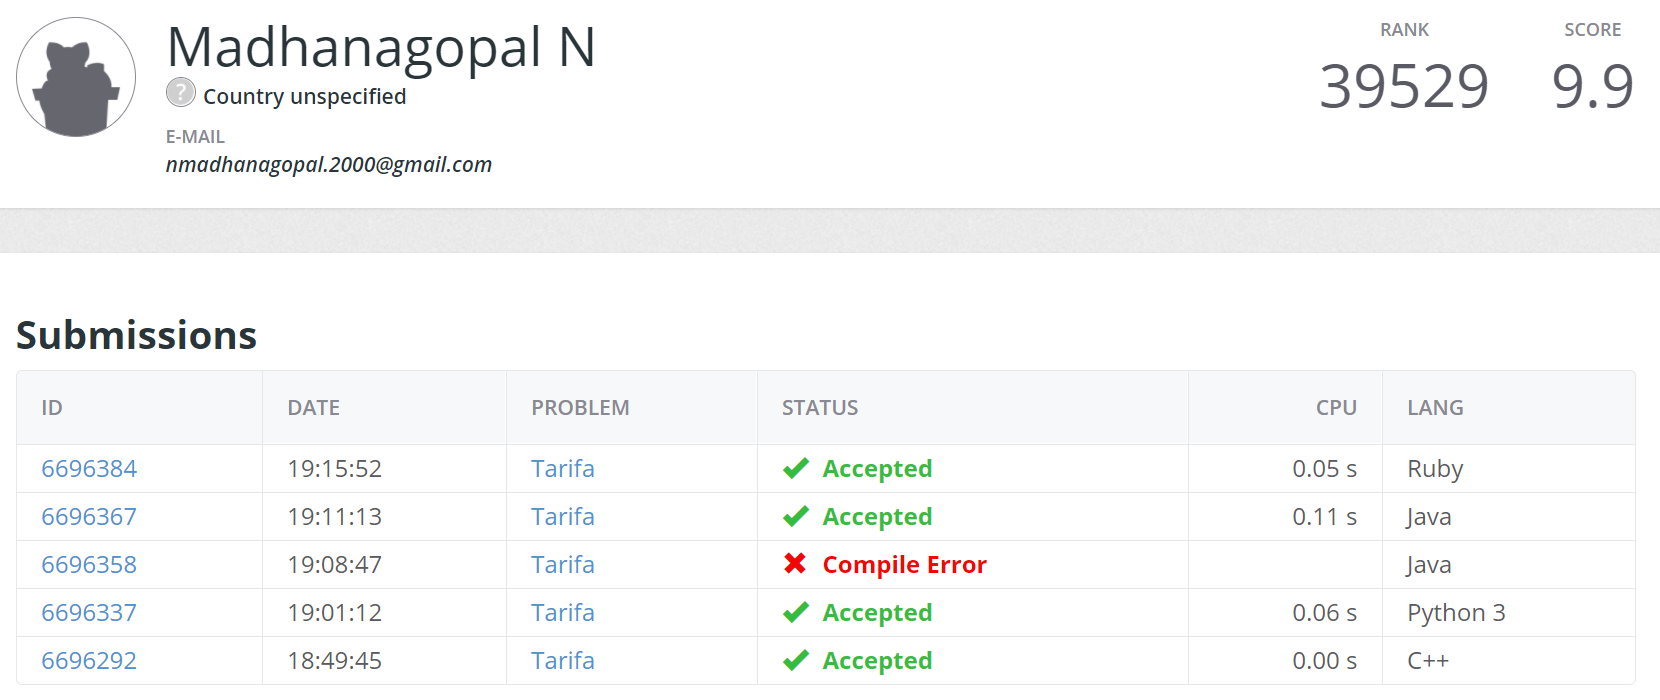 Madhanagopal N
? Country unspecified
E-MAIL
nmadhanagopal.2000@gmail.com
RANK SCORE
39529 9.9
Submissions
ID DATE PROBLEM STATUS CPU LANG
6696384 19:15:52 Tarifa Accepted 0.05 s Ruby
6696367 19:11:13 Tarifa Accepted 0.11 s Java
6696358 19:08:47 Tarifa Compile Error Java
6696337 19:01:12 Tarifa Accepted 0.06 s Python 3
6696292 18:49:45 Tarifa Accepted 0.00 s C++